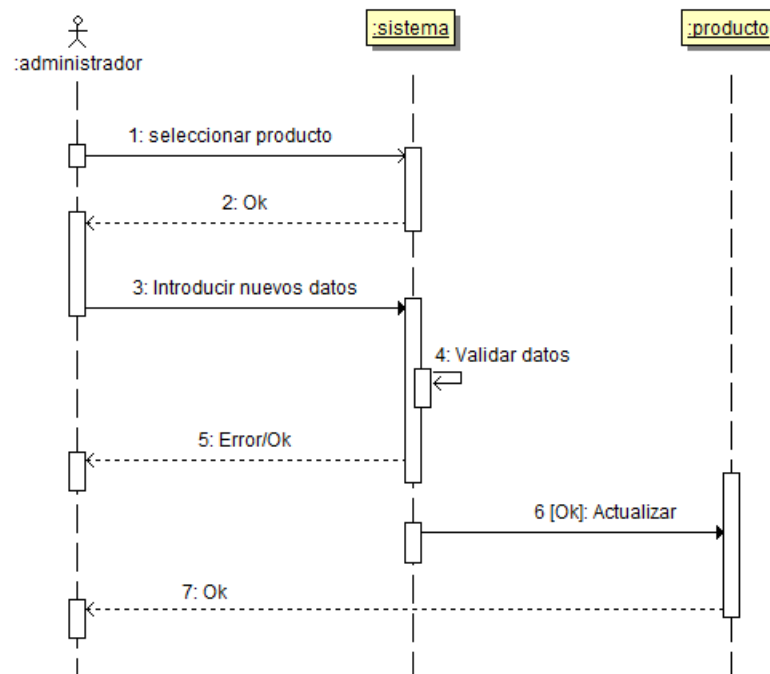 :sistema
:producto
:administrador
1: seleccionar producto
2: Ok
3: Introducir nuevos datos
4: Validar datos
5: Error/Ok
6 [Ok]: Actualizar
7: Ok